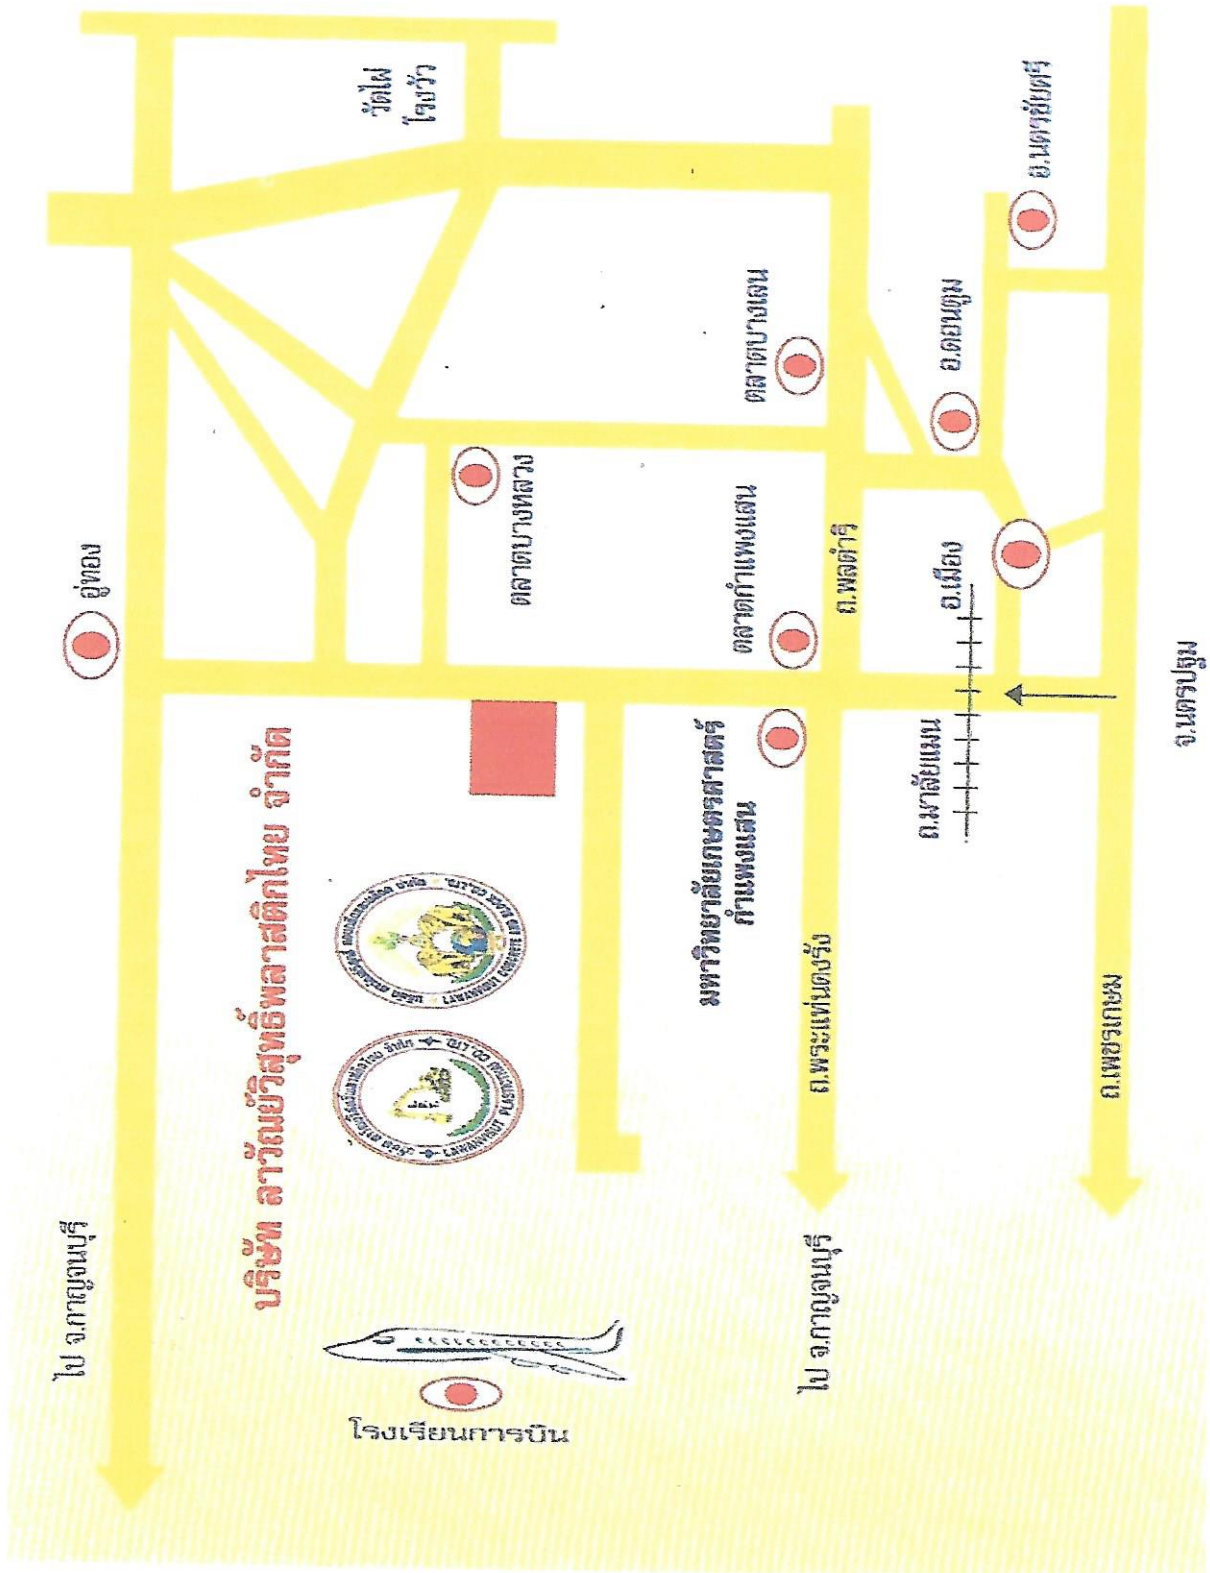 ไป จ.กาญจนบุรี
อู่ทอง
วัดไผ่
โรงวัว
บริษัท ลาวัณย์วิสุทธิ์พลาสติกไทย จำกัด
โรงเรียนการบิน
ตลาดบางหลวง
มหาวิทยาลัยเกษตรศาสตร์
กำแพงแสน
ตลาดกำแพงแสน
ตลาดบางเลน
ไป จ.กาญจนบุรี
ถ.พระแท่นดงรัง
ถ.พลดำริ
ถ.มาลัยแมน
อ.เมือง
อ.ดอนตูม
อ.นครชัยศรี
ถ.เพชรเกษม
จ.นครปฐม